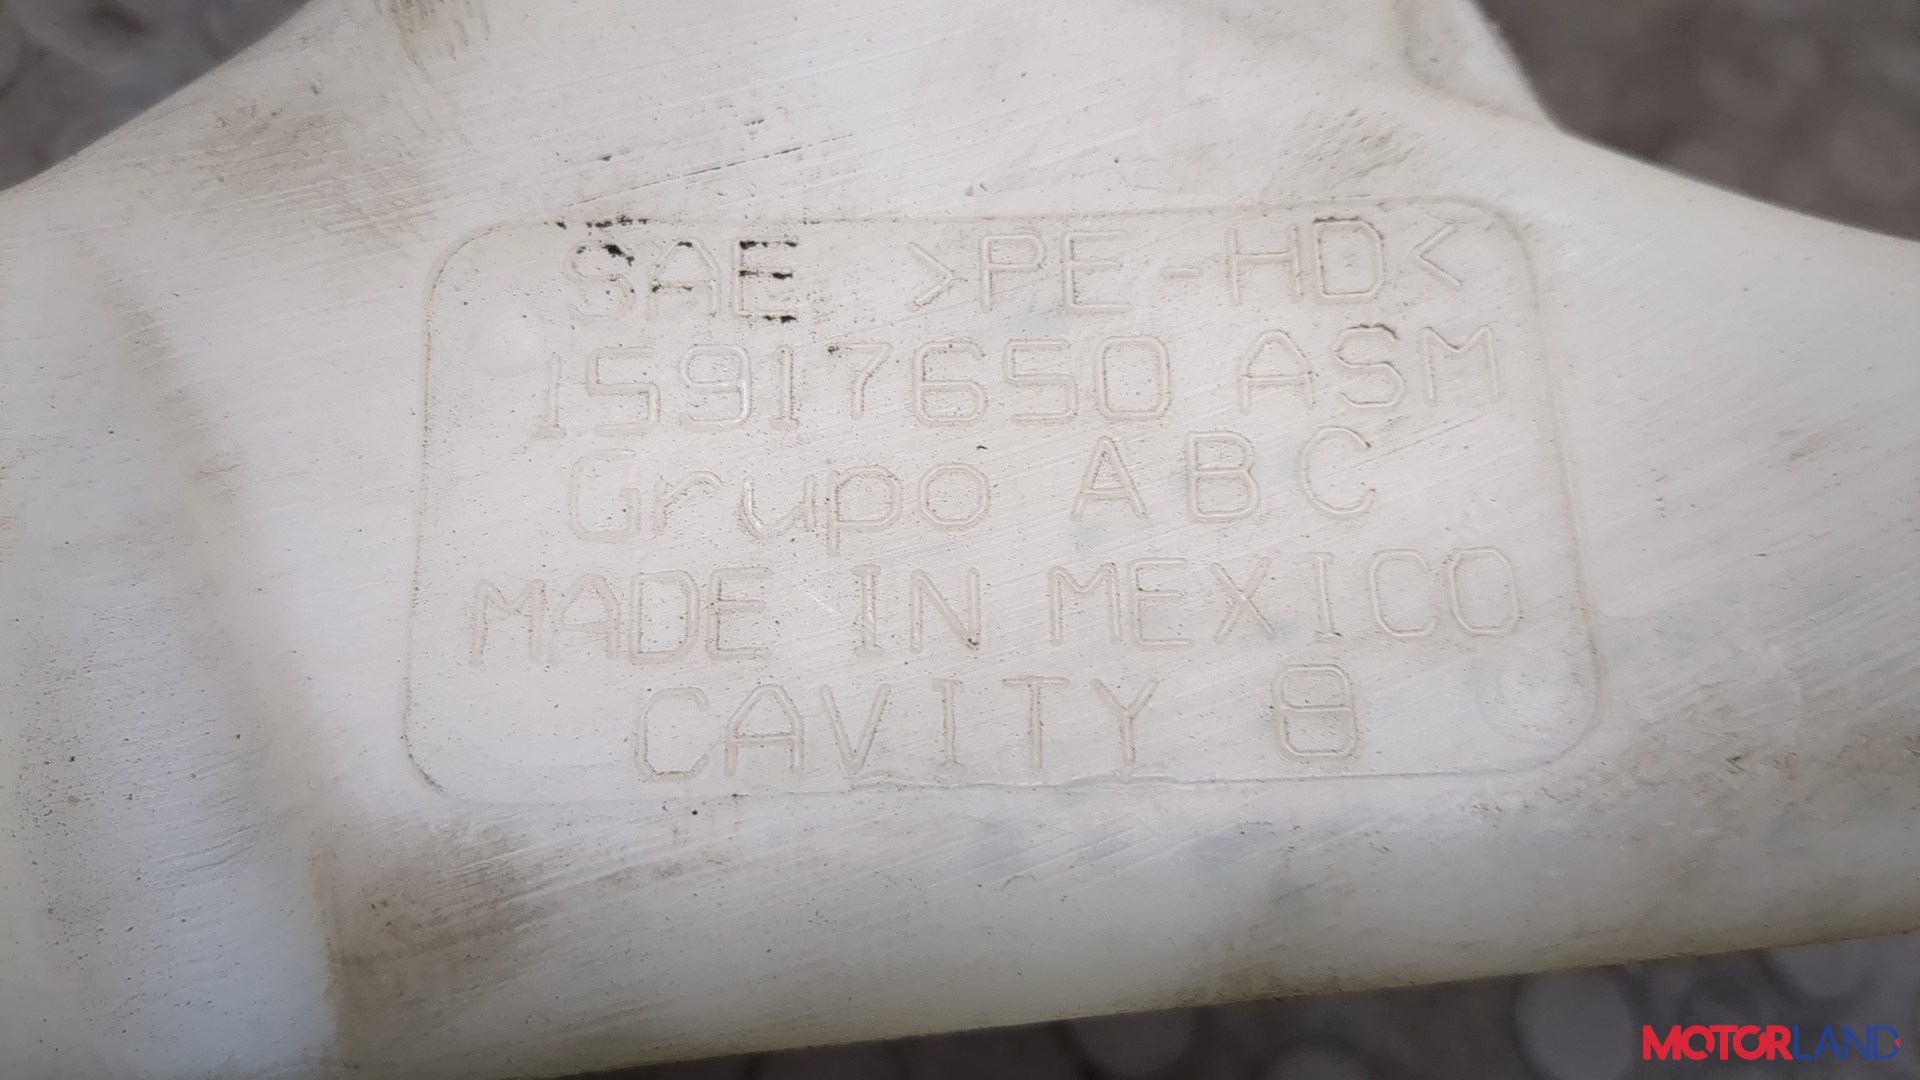 SAE >PE-HD<
15917650 ASM
Grupo ABC
MADE IN MEXICO
CAVITY 8
MOTORLAND